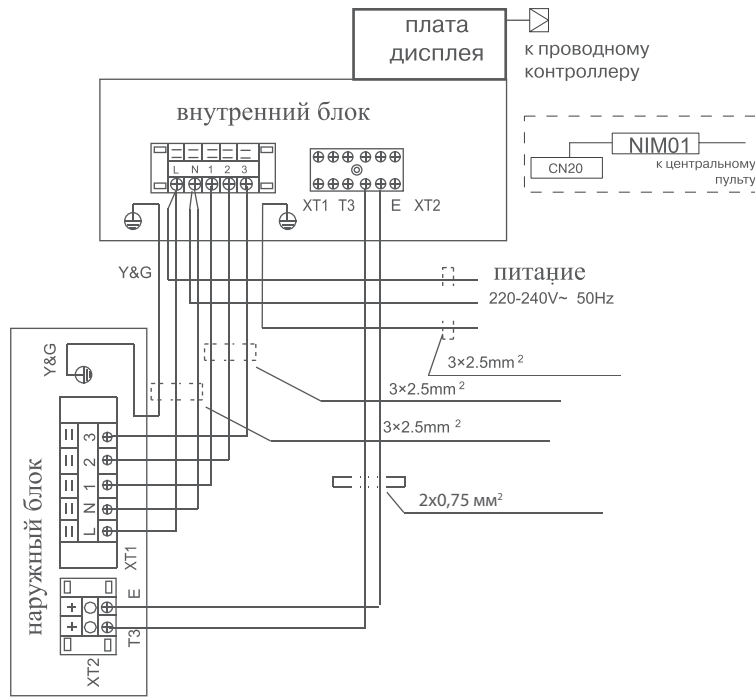 плата
дисплея
к проводному
контроллеру
внутренний блок
L N 1 2 3
XT1 T3 E XT2
NIM01
CN20
к центральному
пульту
Y&G
питание
220-240V~ 50Hz
3×2.5mm²
3×2.5mm²
3×2.5mm²
2x0,75 мм²
наружный блок
Y&G
3
2
1
N
L
XT1
E
T3
XT2